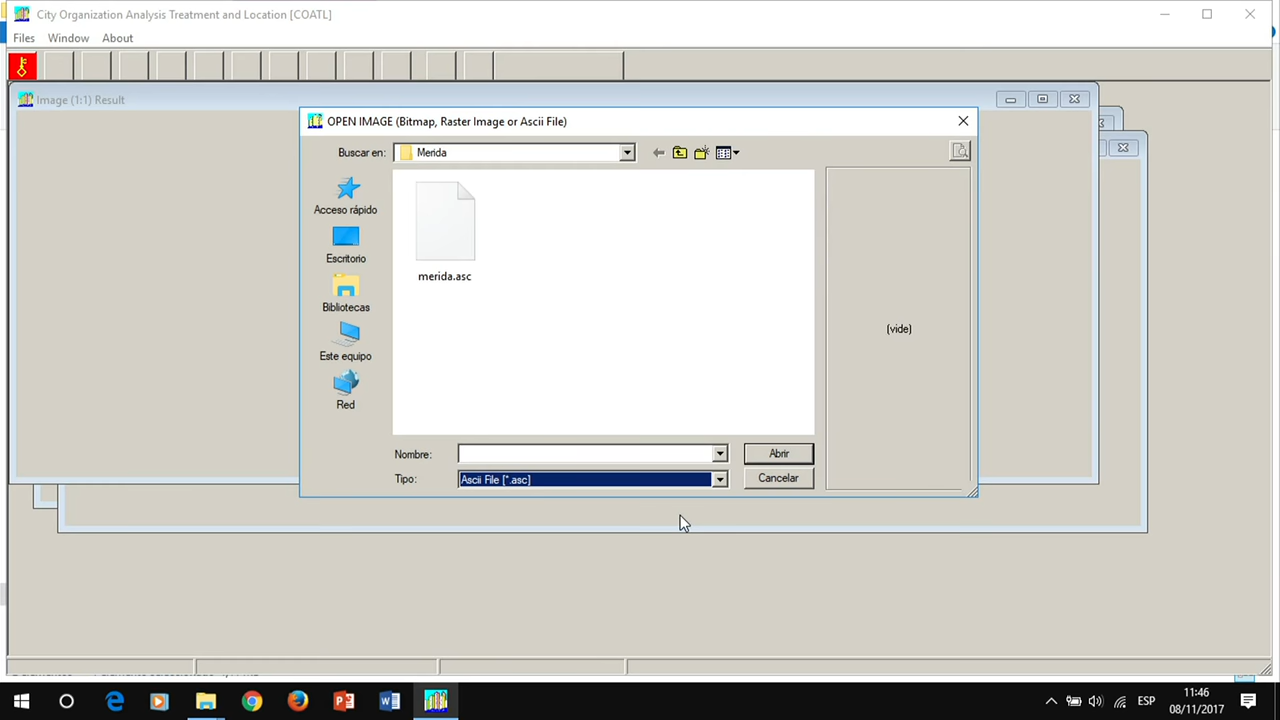 City Organization Analysis Treatment and Location [COATL]
Files Window About
Image (1:1) Result
OPEN IMAGE (Bitmap, Raster Image or Ascii File)
Buscar en: Merida
Acceso rápido
Escritorio
Bibliotecas
Este equipo
Red
merida.asc
(vide)
Nombre:
Abrir
Tipo: Ascii File (*.asc)
Cancelar
ESP
11:46
08/11/2017